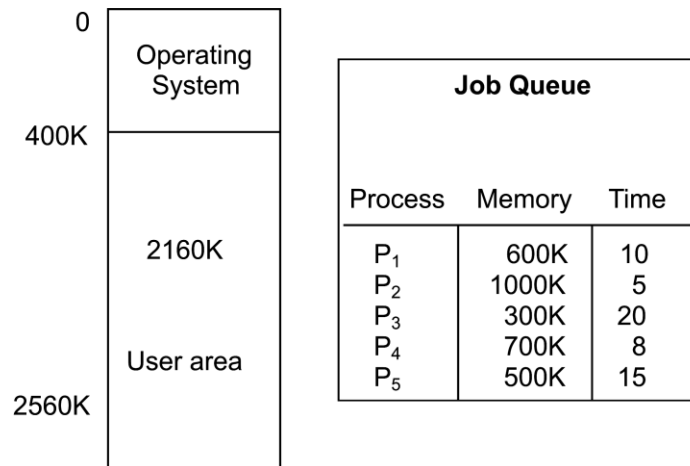 0
Operating
System
400K
2160K
User area
2560K
Job Queue
Process Memory Time
P₁ 600K 10
P₂ 1000K 5
P₃ 300K 20
P₄ 700K 8
P₅ 500K 15